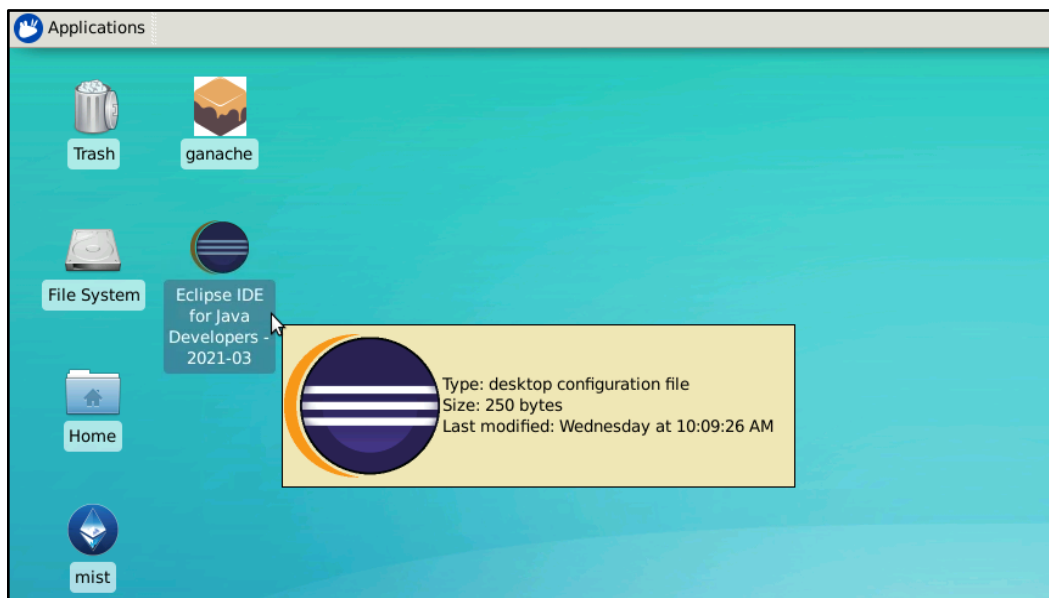 Applications
Trash
ganache
File System
Eclipse IDE
for Java
Developers -
2021-03
Type: desktop configuration file
Size: 250 bytes
Last modified: Wednesday at 10:09:26 AM
Home
mist